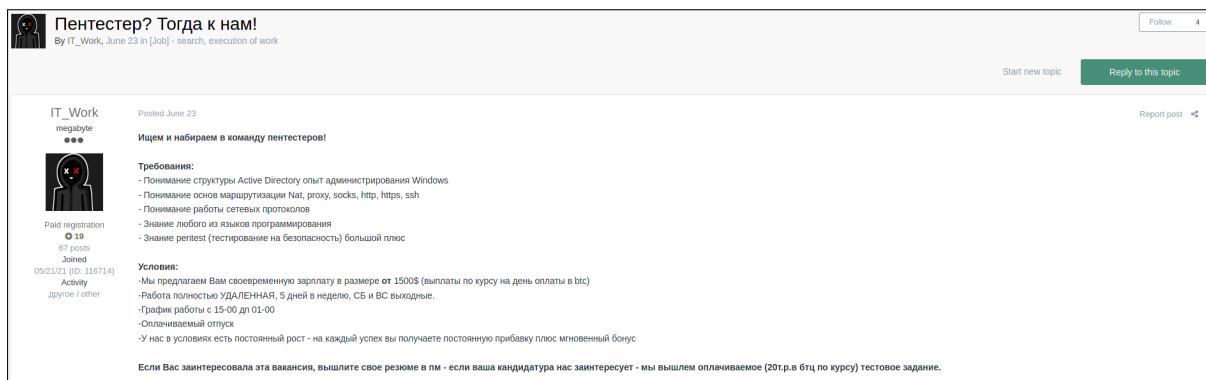 Пентестер? Тогда к нам!
By IT_Work, June 23 in [Job] - search, execution of work
Follow 4
Start new topic
Reply to this topic
IT_Work
megabyte
Paid registration
19
67 posts
Joined
05/21/21 (ID: 116714)
Activity
другое / other
Posted June 23
Report post
Ищем и набираем в команду пентестеров!
Требования:
- Понимание структуры Active Directory опыт администрирования Windows
- Понимание основ маршрутизации Nat, proxy, socks, http, https, ssh
- Понимание работы сетевых протоколов
- Знание любого из языков программирования
- Знание pentest (тестирование на безопасность) большой плюс
Условия:
-Мы предлагаем Вам своевременную зарплату в размере от 1500$ (выплаты по курсу на день оплаты в btc)
-Работа полностью УДАЛЕННАЯ, 5 дней в неделю, СБ и ВС выходные.
-График работы с 15-00 дп 01-00
-Оплачиваемый отпуск
-У нас в условиях есть постоянный рост - на каждый успех вы получаете постоянную прибавку плюс мгновенный бонус
Если Вас заинтересовала эта вакансия, вышлите свое резюме в пм - если ваша кандидатура нас заинтересует - мы вышлем оплачиваемое (20т.р.в бтц по курсу) тестовое задание.